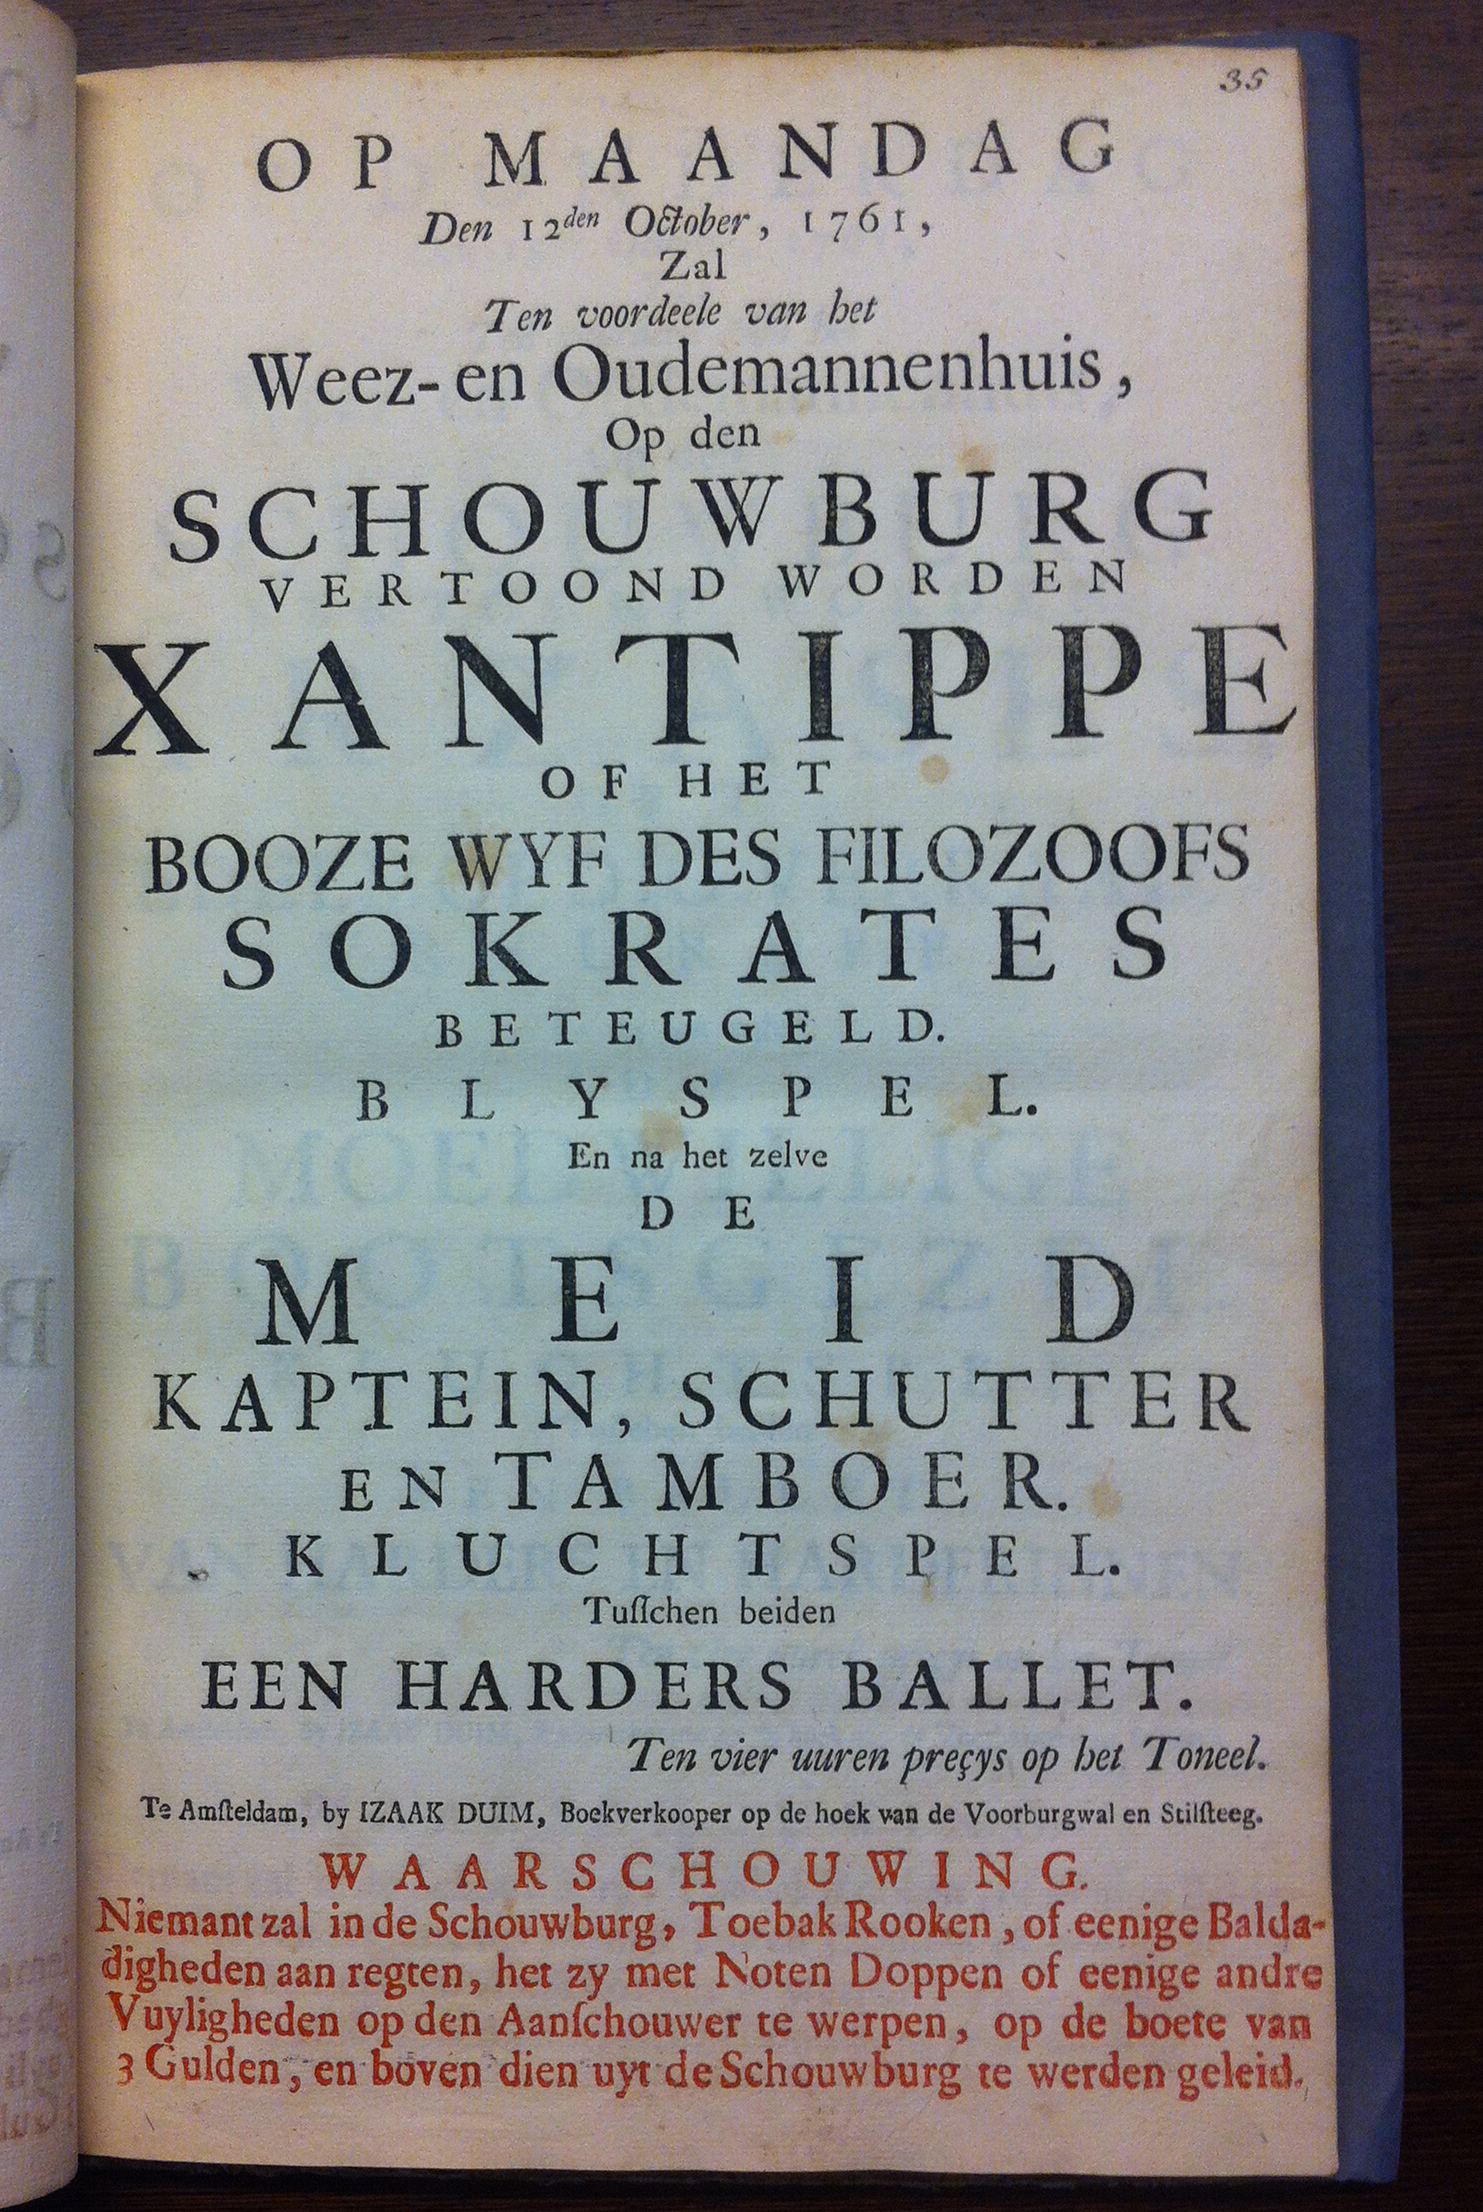 35
OP MAANDAG
Den 12den October, 1761,
Zal
Ten voordeele van het
Weez- en Oudemannenhuis,
Op den
SCHOUWBURG
VERTOOND WORDEN
XANTIPPE
OF HET
BOOZE WYF DES FILOZOOFS
SOKRATES
BETEUGELD.
BLYSPEL.
En na het zelve
DE
MEID
KAPTEIN, SCHUTTER
EN TAMBOER.
KLUCHTSPEL.
Tuſſchen beiden
EEN HARDERS BALLET.
Ten vier uuren preçys op het Toneel.
Te Amſteldam, by IZAAK DUIM, Boekverkooper op de hoek van de Voorburgwal en Stilſteeg.
WAARSCHOUWING.
Niemant zal in de Schouwburg, Toebak Rooken, of eenige Balda-
digheden aan regten, het zy met Noten Doppen of eenige andre
Vuyligheden op den Aanſchouwer te werpen, op de boete van
3 Gulden, en boven dien uyt de Schouwburg te werden geleid.